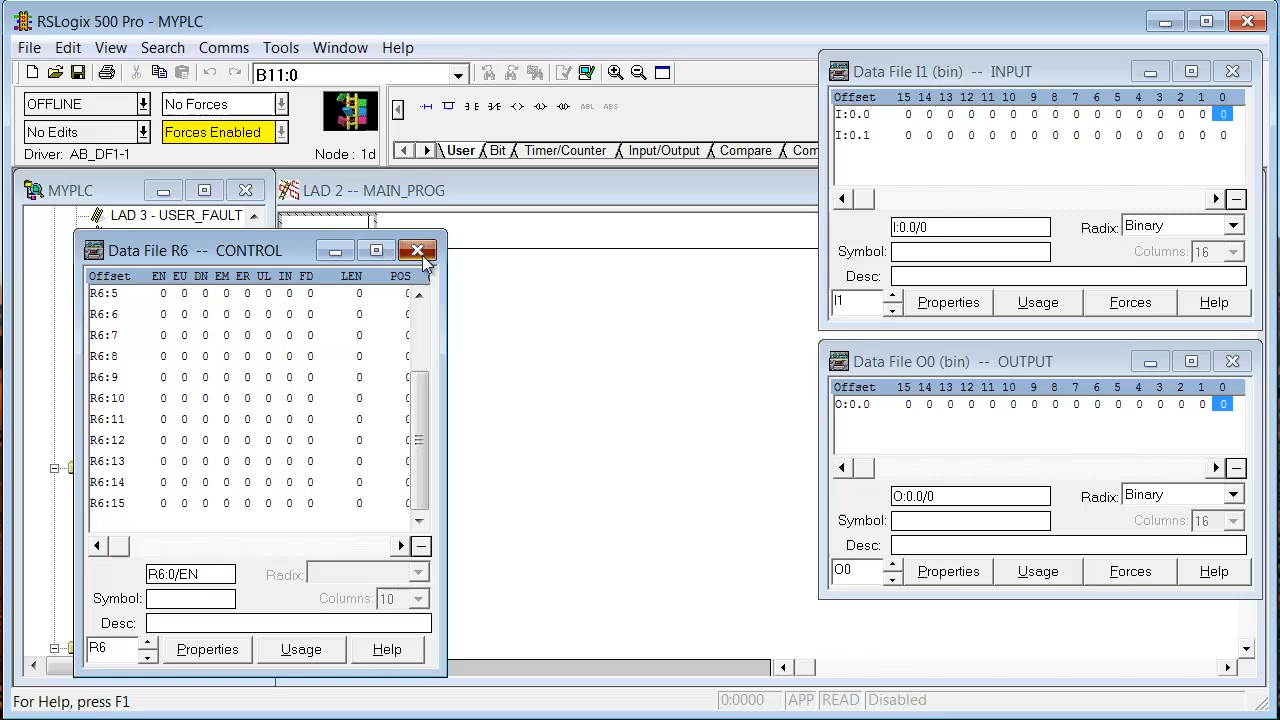 RSLogix 500 Pro - MYPLC
File Edit View Search Comms Tools Window Help
B11:0
OFFLINE No Forces
No Edits Forces Enabled
Driver: AB_DF1-1 Node : 1d
User Bit Timer/Counter Input/Output Compare
MYPLC
LAD 3 - USER_FAULT
LAD 2 -- MAIN_PROG
Data File R6 -- CONTROL
Offset EN EU DN EM ER UL IN FD LEN POS
R6:5 0 0 0 0 0 0 0 0 0 0
R6:6 0 0 0 0 0 0 0 0 0 0
R6:7 0 0 0 0 0 0 0 0 0 0
R6:8 0 0 0 0 0 0 0 0 0 0
R6:9 0 0 0 0 0 0 0 0 0 0
R6:10 0 0 0 0 0 0 0 0 0 0
R6:11 0 0 0 0 0 0 0 0 0 0
R6:12 0 0 0 0 0 0 0 0 0 0
R6:13 0 0 0 0 0 0 0 0 0 0
R6:14 0 0 0 0 0 0 0 0 0 0
R6:15 0 0 0 0 0 0 0 0 0 0
R6:0/EN Radix:
Symbol: Columns: 10
Desc:
R6 Properties Usage Help
Data File I1 (bin) -- INPUT
Offset 15 14 13 12 11 10 9 8 7 6 5 4 3 2 1 0
I:0.0 0 0 0 0 0 0 0 0 0 0 0 0 0 0 0 0
I:0.1 0 0 0 0 0 0 0 0 0 0 0 0 0 0 0 0
I:0.0/0 Radix: Binary
Symbol: Columns: 16
Desc:
I1 Properties Usage Forces Help
Data File O0 (bin) -- OUTPUT
Offset 15 14 13 12 11 10 9 8 7 6 5 4 3 2 1 0
O:0.0 0 0 0 0 0 0 0 0 0 0 0 0 0 0 0 0
O:0.0/0 Radix: Binary
Symbol: Columns: 16
Desc:
O0 Properties Usage Forces Help
For Help, press F1
0:0000 APP READ Disabled